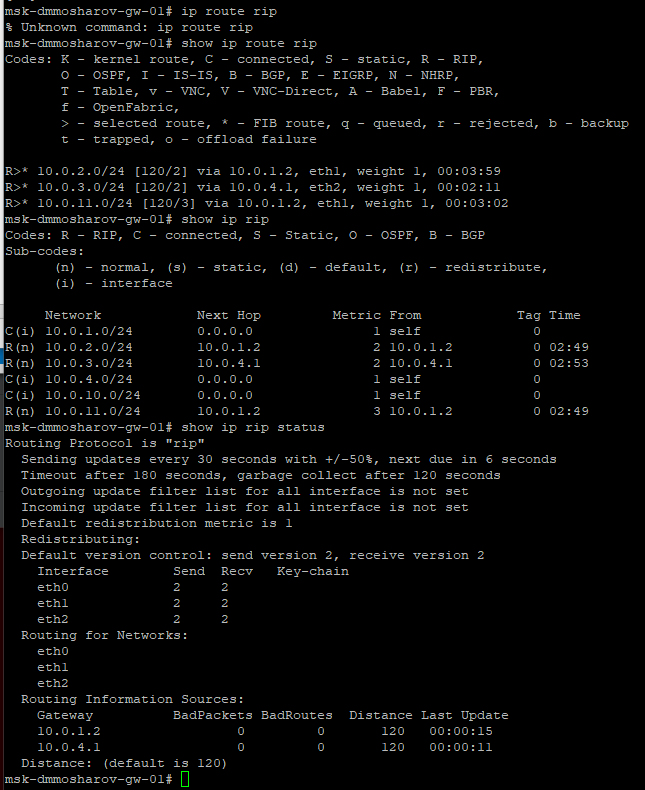 msk-dmmosharov-gw-01# ip route rip
% Unknown command: ip route rip
msk-dmmosharov-gw-01# show ip route rip
Codes: K - kernel route, C - connected, S - static, R - RIP,
       O - OSPF, I - IS-IS, B - BGP, E - EIGRP, N - NHRP,
       T - Table, v - VNC, V - VNC-Direct, A - Babel, F - PBR,
       f - OpenFabric,
       > - selected route, * - FIB route, q - queued, r - rejected, b - backup
       t - trapped, o - offload failure

R>* 10.0.2.0/24 [120/2] via 10.0.1.2, eth1, weight 1, 00:03:59
R>* 10.0.3.0/24 [120/2] via 10.0.4.1, eth2, weight 1, 00:02:11
R>* 10.0.11.0/24 [120/3] via 10.0.1.2, eth1, weight 1, 00:03:02
msk-dmmosharov-gw-01# show ip rip
Codes: R - RIP, C - connected, S - Static, O - OSPF, B - BGP
Sub-codes:
      (n) - normal, (s) - static, (d) - default, (r) - redistribute,
      (i) - interface

     Network            Next Hop         Metric From            Tag Time
C(i) 10.0.1.0/24        0.0.0.0               1 self              0
R(n) 10.0.2.0/24        10.0.1.2              2 10.0.1.2          0 02:49
R(n) 10.0.3.0/24        10.0.4.1              2 10.0.4.1          0 02:53
C(i) 10.0.4.0/24        0.0.0.0               1 self              0
C(i) 10.0.10.0/24       0.0.0.0               1 self              0
R(n) 10.0.11.0/24       10.0.1.2              3 10.0.1.2          0 02:49
msk-dmmosharov-gw-01# show ip rip status
Routing Protocol is "rip"
  Sending updates every 30 seconds with +/-50%, next due in 6 seconds
  Timeout after 180 seconds, garbage collect after 120 seconds
  Outgoing update filter list for all interface is not set
  Incoming update filter list for all interface is not set
  Default redistribution metric is 1
  Redistributing:
  Default version control: send version 2, receive version 2
    Interface        Send  Recv   Key-chain
    eth0             2     2
    eth1             2     2
    eth2             2     2
  Routing for Networks:
    eth0
    eth1
    eth2
  Routing Information Sources:
    Gateway          BadPackets BadRoutes  Distance Last Update
    10.0.1.2                 0         0       120   00:00:15
    10.0.4.1                 0         0       120   00:00:11
  Distance: (default is 120)
msk-dmmosharov-gw-01#